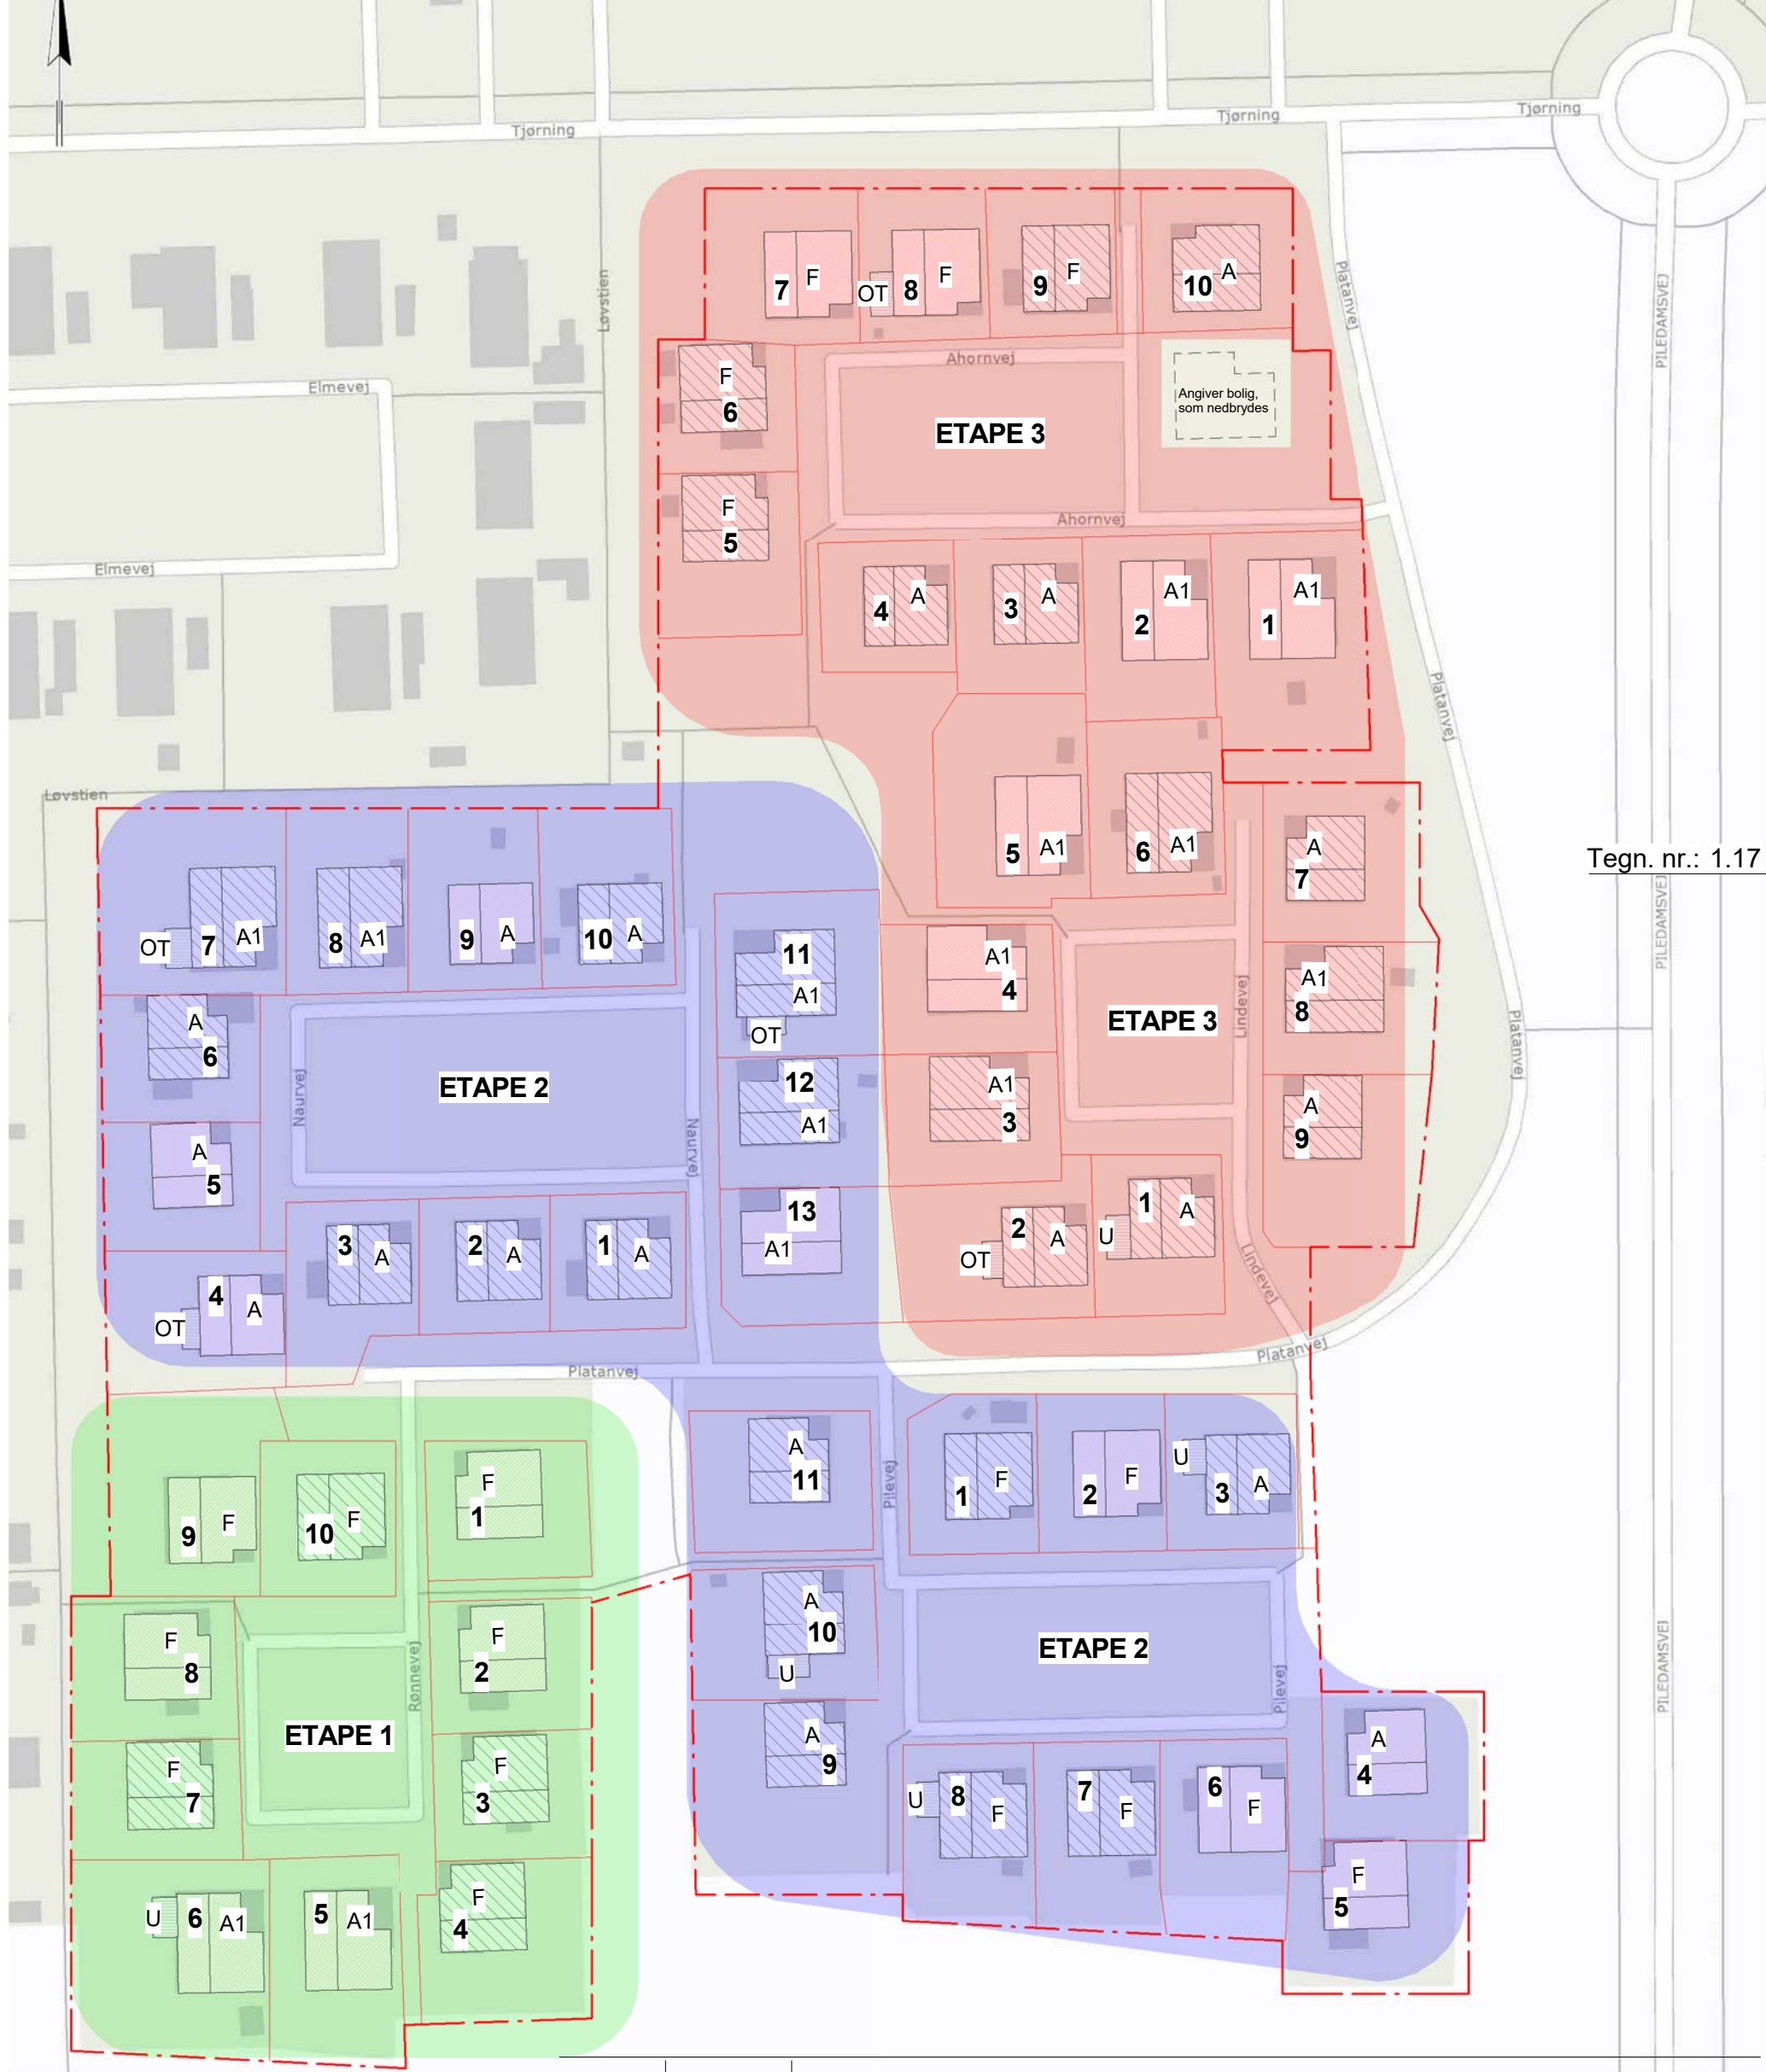 Tjørning
Tjørning
Tjørning
Løvstien
Platanvej
PILEDAMSVEJ
7 F
OT 8 F
9 F
10 A
Ahornvej
Angiver bolig,
som nedbrydes
F
6
ETAPE 3
Elmevej
F
5
Ahornvej
Elmevej
4 A
3 A
2 A1
1 A1
Platanvej
Løvstien
5 A1
6 A1
A
7
Tegn. nr.: 1.17
PILEDAMSVEJ
OT 7 A1
8 A1
9 A
10 A
11
A1
OT
A1
4
ETAPE 3
Lindevej
A1
8
Platanvej
A
6
Naurvej
ETAPE 2
Naurvej
12
A1
A1
3
A
9
A
5
13
A1
OT 2 A
U 1 A
Lindevej
3 A
2 A
1 A
OT 4 A
Platanvej
Platanvej
9 F
10 F
F
1
A
11
Pilevej
1 F
2 F
U 3 A
F
8
Rønnevej
F
2
A
10
U
ETAPE 2
Pilevej
PILEDAMSVEJ
ETAPE 1
F
7
F
3
A
9
A
4
U 8 F
7 F
6 F
F
5
U 6 A1
5 A1
F
4